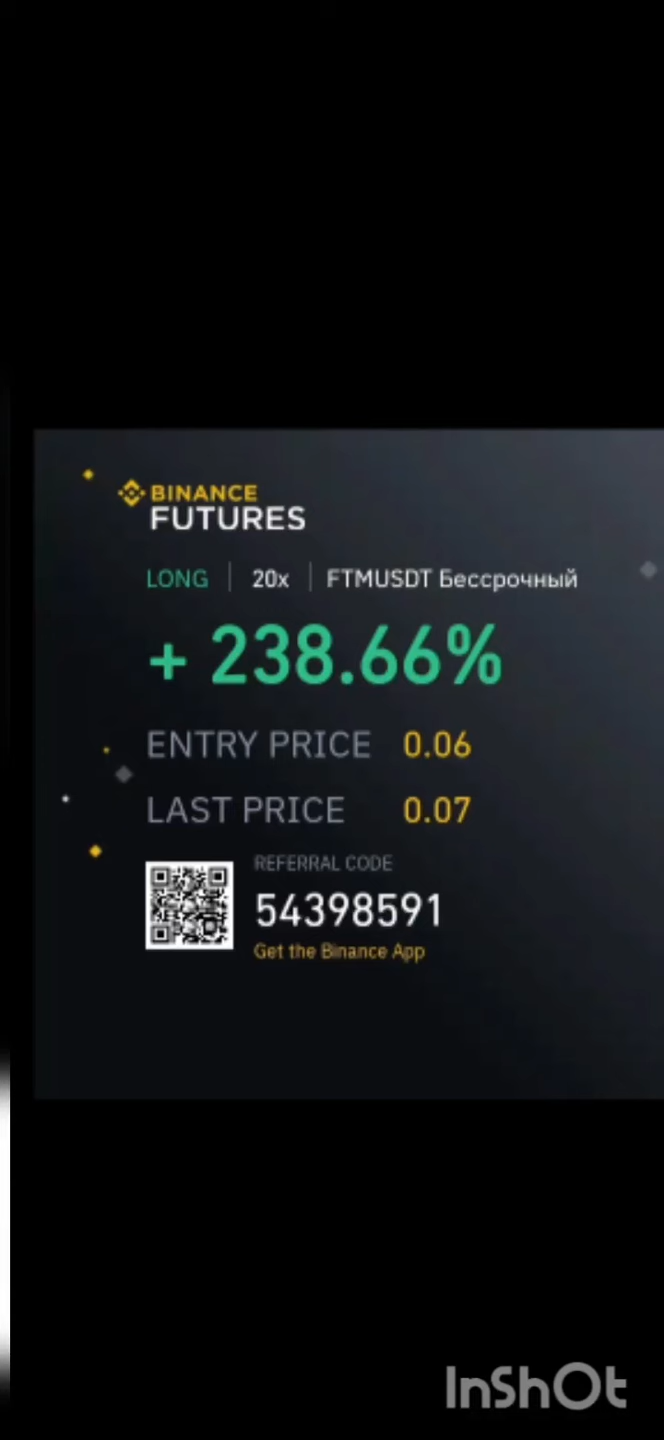 BINANCE
FUTURES
LONG | 20x | FTMUSDT Бессрочный
+ 238.66%
ENTRY PRICE 0.06
LAST PRICE 0.07
REFERRAL CODE
54398591
Get the Binance App
InShOt